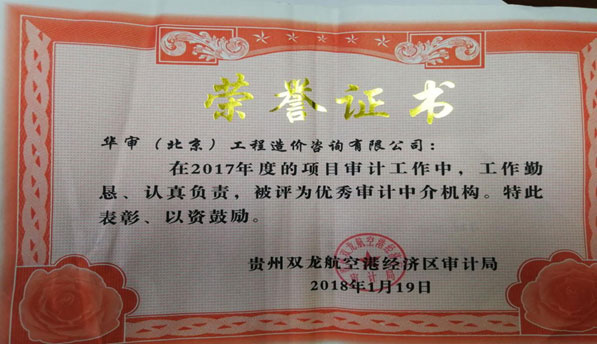 荣誉证书
华审（北京）工程造价咨询有限公司：
在2017年度的项目审计工作中，工作勤
恳、认真负责，被评为优秀审计中介机构。特此
表彰、以资鼓励。
贵州双龙航空港经济区审计局
2018年1月19日